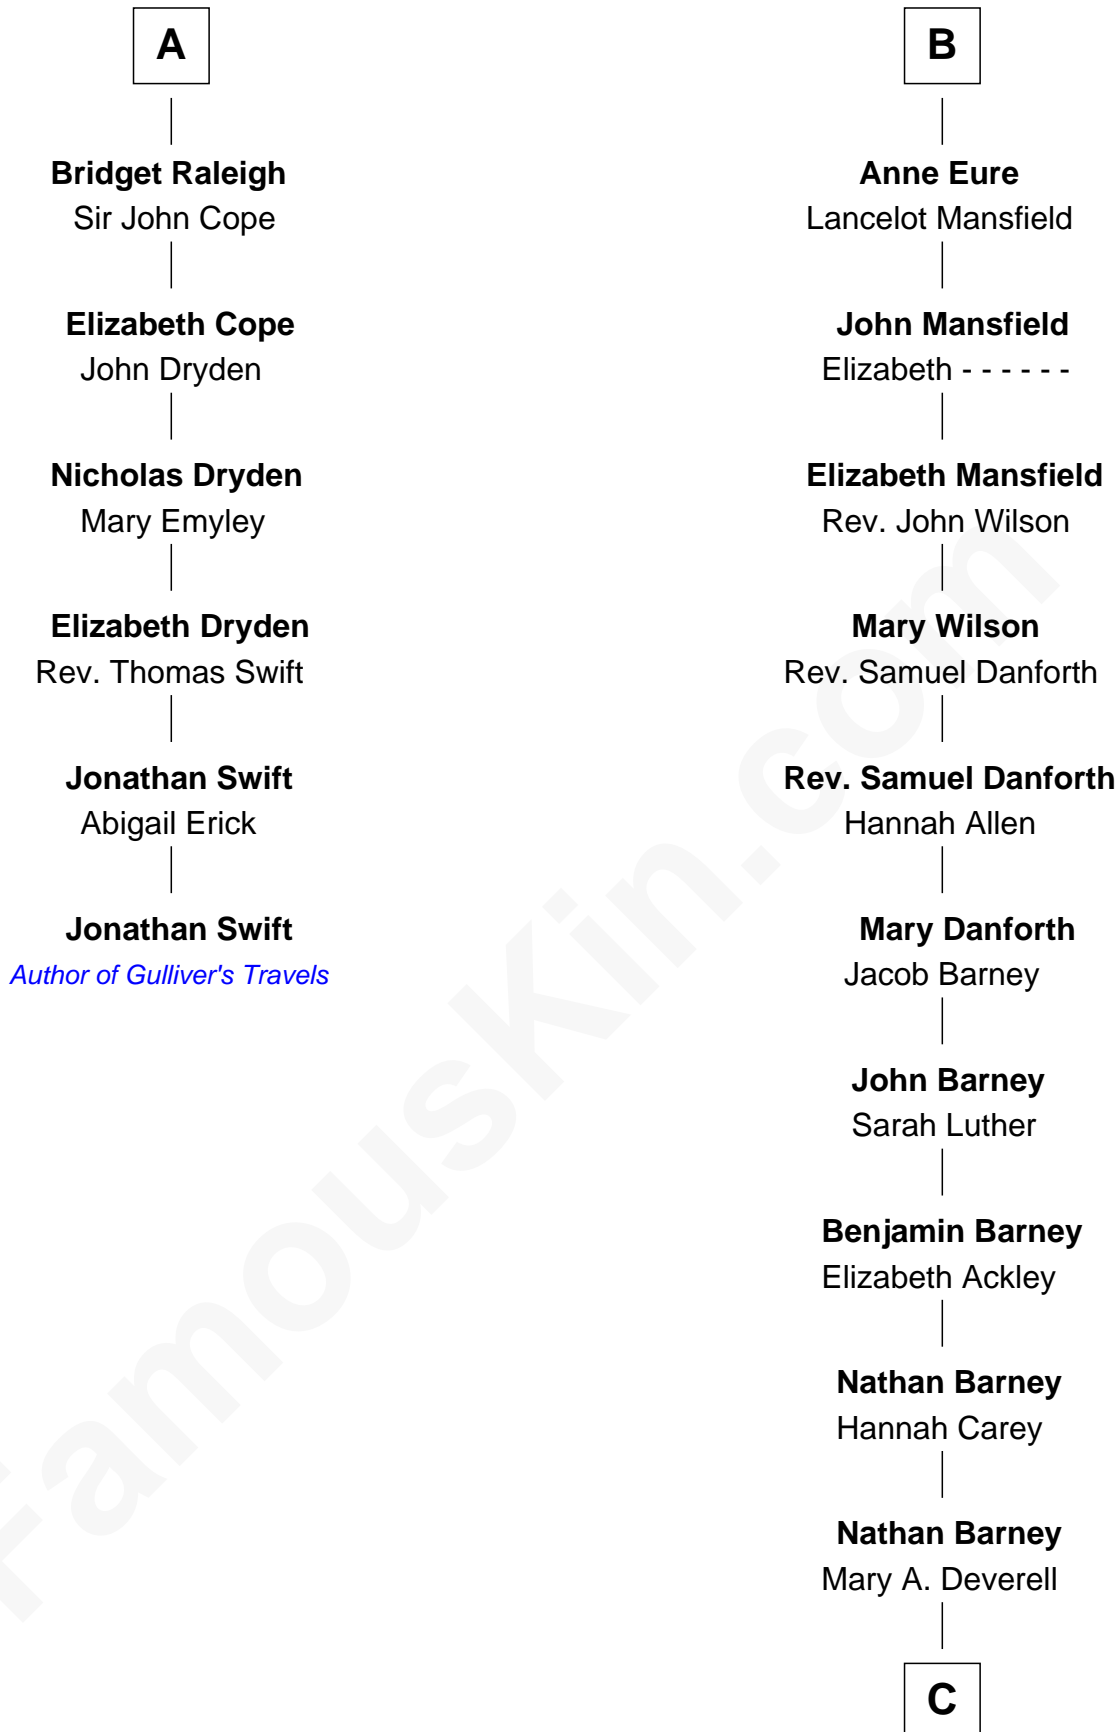 A
Bridget Raleigh
Sir John Cope
Elizabeth Cope
John Dryden
Nicholas Dryden
Mary Emyley
Elizabeth Dryden
Rev. Thomas Swift
Jonathan Swift
Abigail Erick
Jonathan Swift
Author of Gulliver's Travels
B
Anne Eure
Lancelot Mansfield
John Mansfield
Elizabeth - - - - - -
Elizabeth Mansfield
Rev. John Wilson
Mary Wilson
Rev. Samuel Danforth
Rev. Samuel Danforth
Hannah Allen
Mary Danforth
Jacob Barney
John Barney
Sarah Luther
Benjamin Barney
Elizabeth Ackley
Nathan Barney
Hannah Carey
Nathan Barney
Mary A. Deverell
C
FamousKin.com